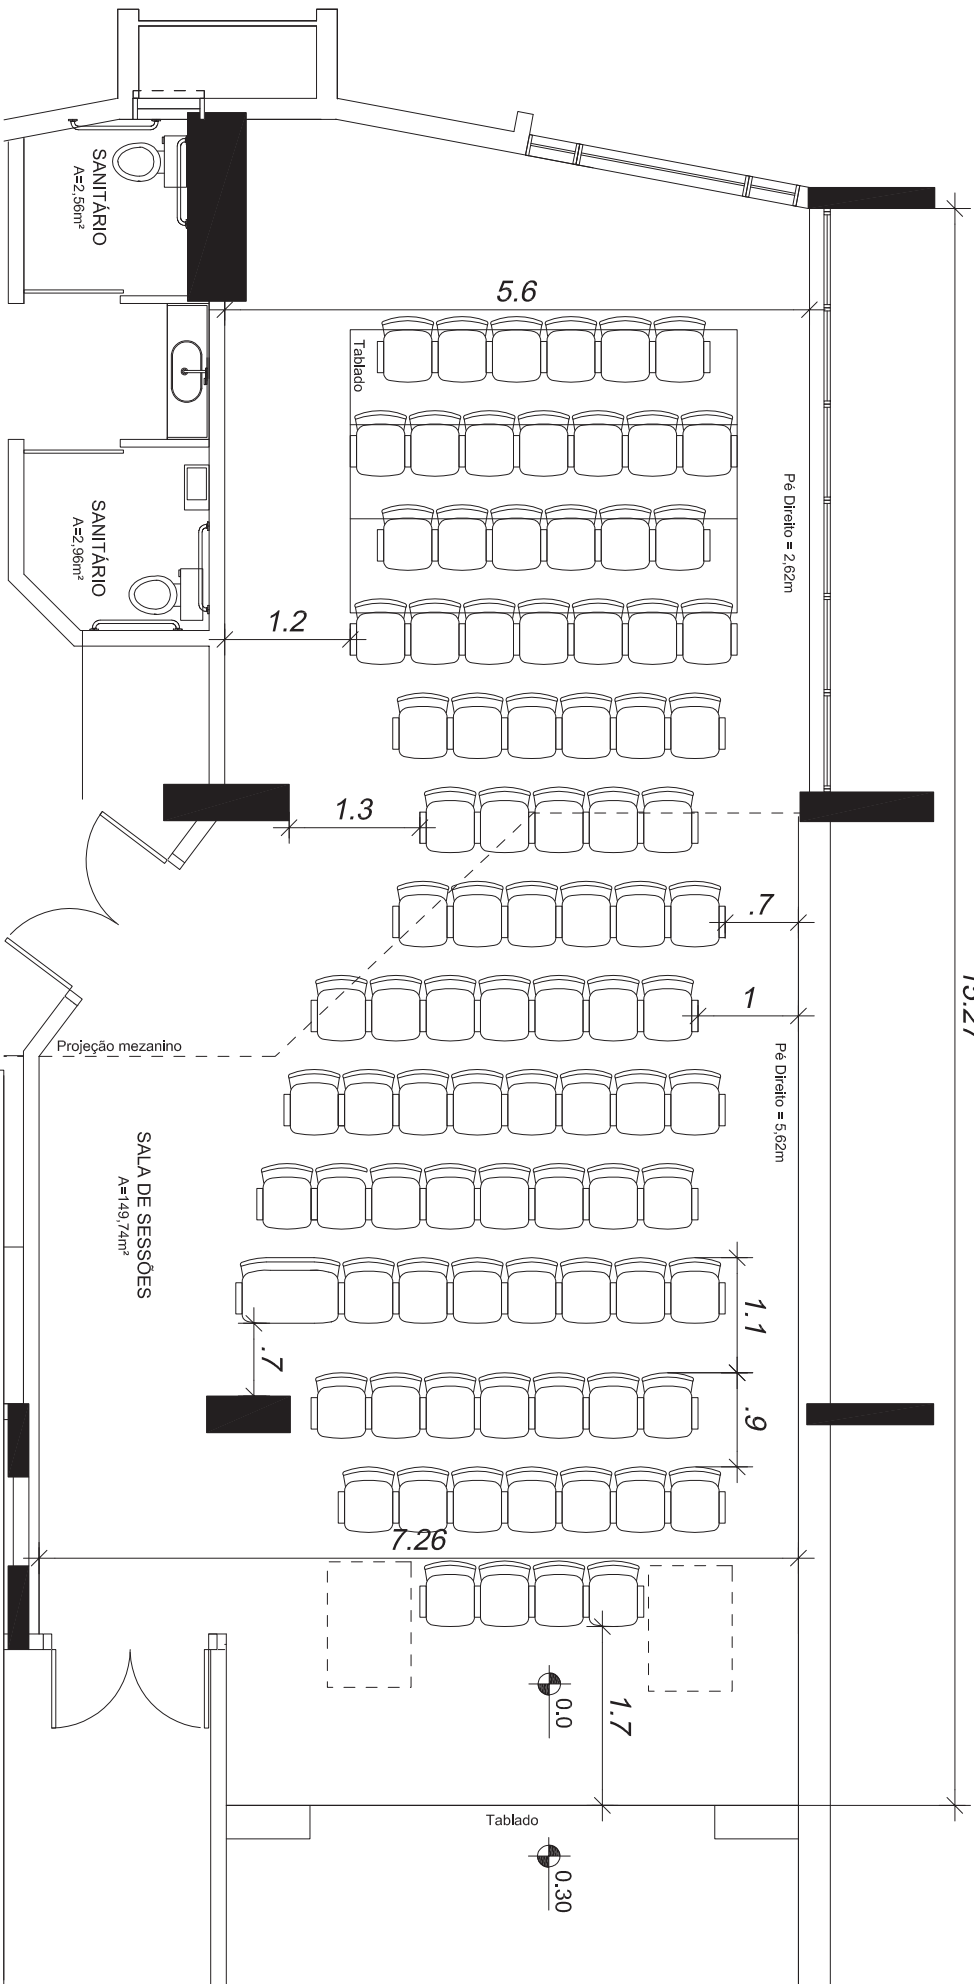 SANITÁRIO
A=2,56m²
5.6
Tablado
Pé Direito = 2,62m
SANITÁRIO
A=2,96m²
1.2
1.3
.7
15.27
1
Projeção mezanino
Pé Direito = 5,62m
SALA DE SESSÕES
A=149,74m²
1.1
.7
.9
7.26
0.0
1.7
Tablado
0.30